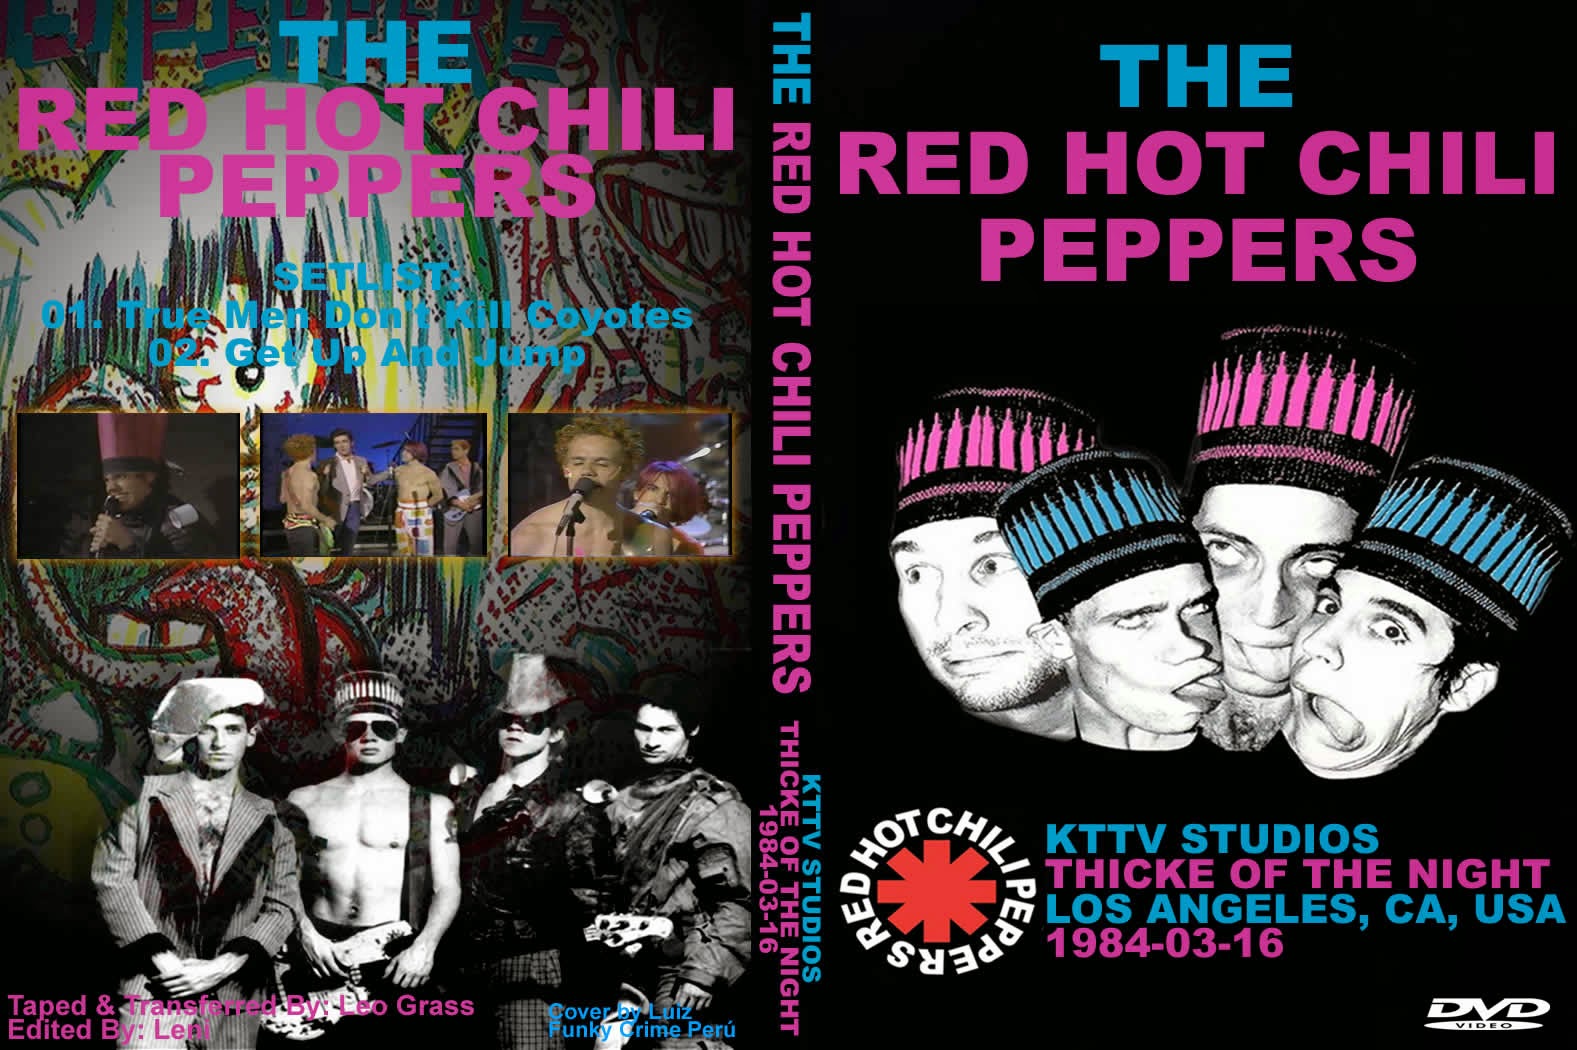 THE
RED HOT CHILI
PEPPERS
SETLIST:
01. True Men Don't Kill Coyotes
02. Get Up And Jump
Taped & Transferred By: Leo Grass
Edited By: Leni
Cover by Luiz
Funky Crime Perú
THE RED HOT CHILI PEPPERS
KTTV STUDIOS
THICKE OF THE NIGHT
1984-03-16
THE
RED HOT CHILI
PEPPERS
RED HOT CHILI PEPPERS
KTTV STUDIOS
THICKE OF THE NIGHT
LOS ANGELES, CA, USA
1984-03-16
DVD
VIDEO